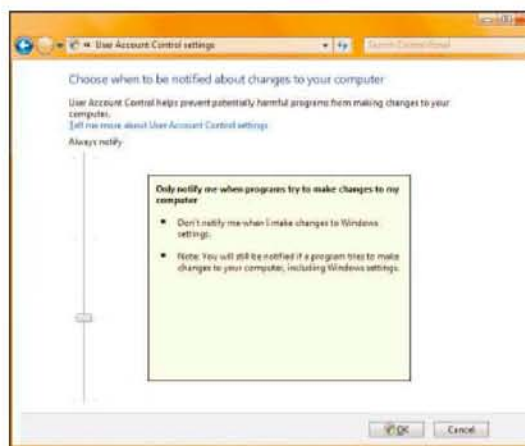 User Account Control settings
Search Control Panel
Choose when to be notified about changes to your computer
User Account Control helps prevent potentially harmful programs from making changes to your
computer.
Tell me more about User Account Control settings
Always notify
Only notify me when programs try to make changes to my
computer
Don't notify me when I make changes to Windows
settings.
Note: You will still be notified if a program tries to make
changes to your computer, including Windows settings.
OK Cancel